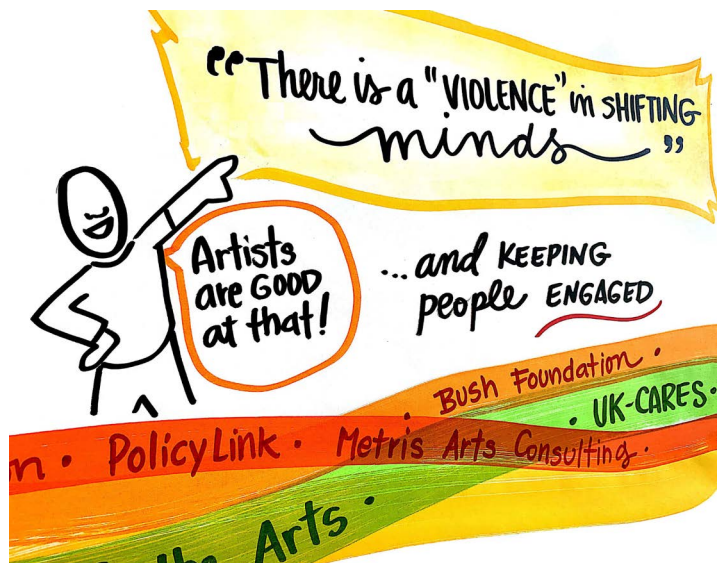 “There is a "VIOLENCE" in SHIFTING
minds”
Artists
are GOOD
at that!
...and KEEPING
people ENGAGED
Bush Foundation •
• UK-CARES •
• PolicyLink • Metris Arts Consulting •
the Arts •